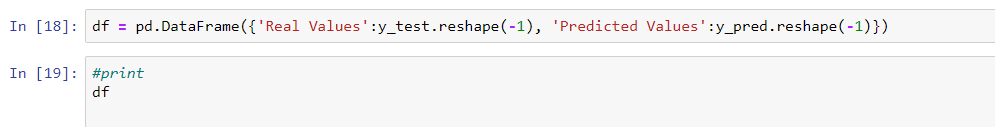 In [18]: df = pd.DataFrame({'Real Values':y_test.reshape(-1), 'Predicted Values':y_pred.reshape(-1)})
In [19]: #print
df